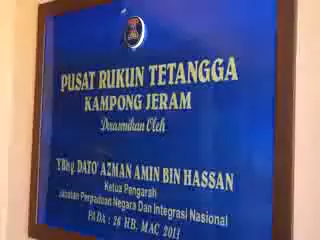 PUSAT RUKUN TETANGGA
KAMPONG JERAM
Dirasmikan Oleh
YBhg. DATO' AZMAN AMIN BIN HASSAN
Ketua Pengarah
Jabatan Perpaduan Negara Dan Integrasi Nasional
PADA : 26 HB. MAC 2011